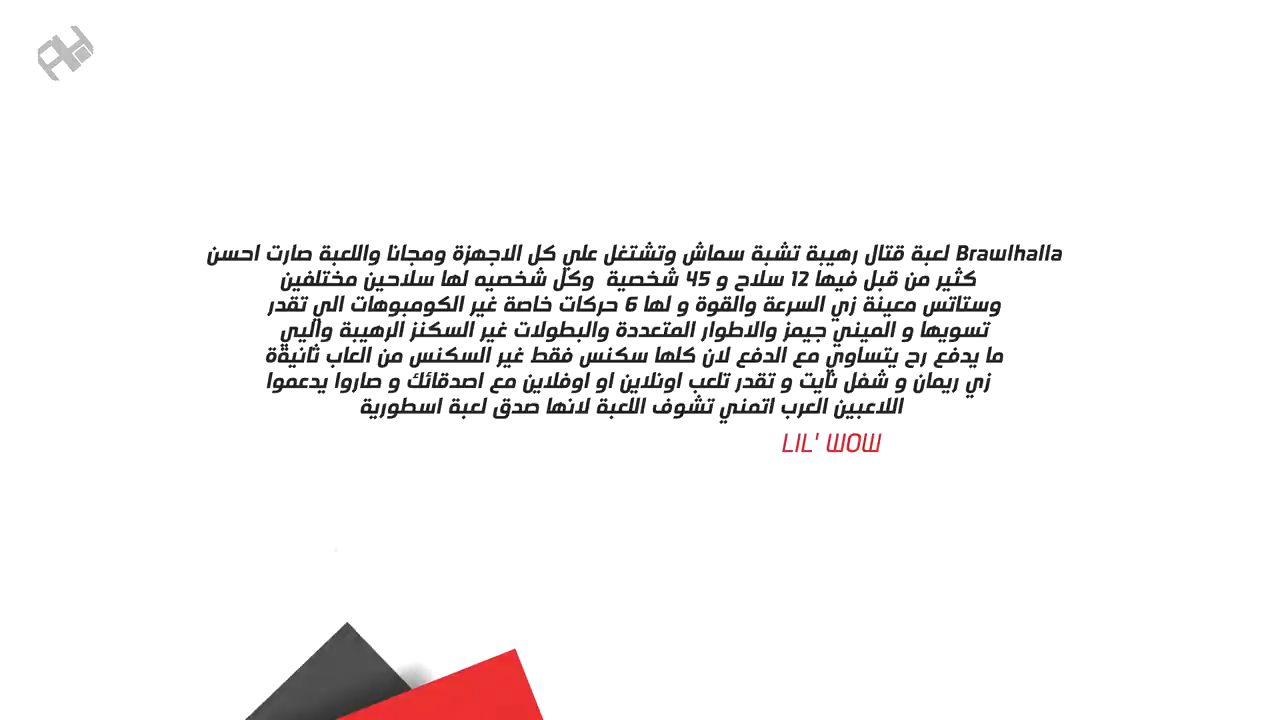 Brawlhalla لعبة قتال رهيبة تشبة سماش وتشتغل علي كل الاجهزة ومجانا واللعبة صارت احسن
كثير من قبل فيها 12 سلاح و 45 شخصية وكل شخصيه لها سلاحين مختلفين
وستاتس معينة زي السرعة والقوة و لها 6 حركات خاصة غير الكومبوهات الي تقدر
تسويها و الميني جيمز والاطوار المتعددة والبطولات غير السكنز الرهيبة واليي
ما يدفع رح يتساوي مع الدفع لان كلها سكنس فقط غير السكنس من العاب ثانيةة
زي ريمان و شفل نايت و تقدر تلعب اونلاين او اوفلاين مع اصدقائك و صاروا يدعموا
اللاعبين العرب اتمني تشوف اللعبة لانها صدق لعبة اسطورية
LIL' WOW